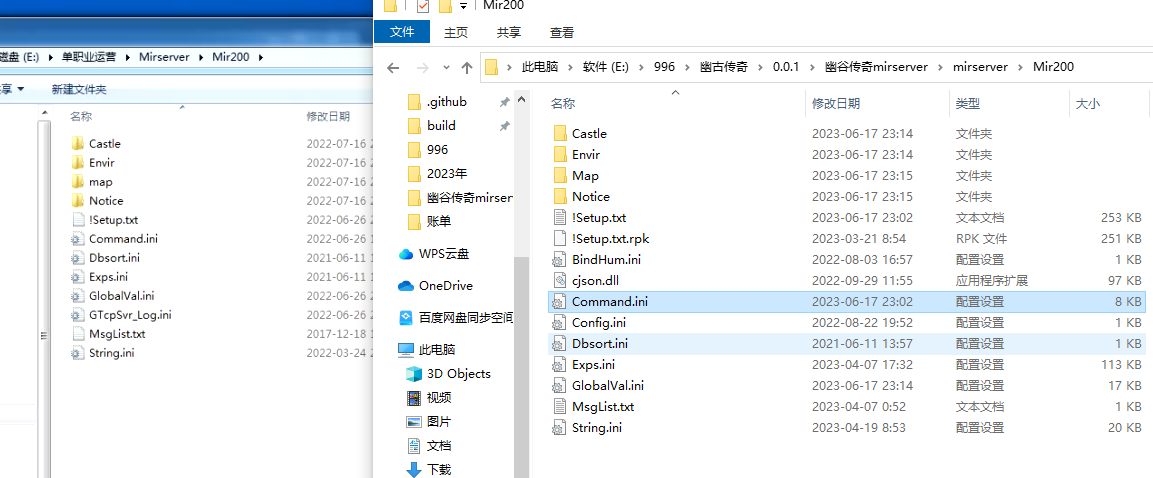 磁盘 (E:) 单职业运营 Mirserver Mir200
享 新建文件夹
名称 修改日期
Castle 2022-07-16
Envir 2022-07-16
map 2022-07-16
Notice 2022-07-16
!Setup.txt 2022-06-26
Command.ini 2022-06-26
Dbsort.ini 2021-06-11
Exps.ini 2021-06-11
GlobalVal.ini 2022-06-26
GTcpSvr_Log.ini 2022-06-26
MsgList.txt 2017-12-18
String.ini 2022-03-24
Mir200
文件 主页 共享 查看
此电脑 软件 (E:) 996 幽古传奇 0.0.1 幽谷传奇mirserver mirserver Mir200
.github
build
996
2023年
幽谷传奇mirser
账单
WPS云盘
OneDrive
百度网盘同步空间
此电脑
3D Objects
视频
图片
文档
下载
名称 修改日期 类型 大小
Castle 2023-06-17 23:14 文件夹
Envir 2023-06-17 23:14 文件夹
Map 2023-06-17 23:15 文件夹
Notice 2023-06-17 23:15 文件夹
!Setup.txt 2023-06-17 23:02 文本文档 253 KB
!Setup.txt.rpk 2023-03-21 8:54 RPK 文件 251 KB
BindHum.ini 2022-08-03 16:57 配置设置 1 KB
cjson.dll 2022-09-29 11:55 应用程序扩展 97 KB
Command.ini 2023-06-17 23:02 配置设置 8 KB
Config.ini 2022-08-22 19:52 配置设置 1 KB
Dbsort.ini 2021-06-11 13:57 配置设置 1 KB
Exps.ini 2023-04-07 17:32 配置设置 113 KB
GlobalVal.ini 2023-06-17 23:14 配置设置 17 KB
MsgList.txt 2023-04-07 0:52 文本文档 1 KB
String.ini 2023-04-19 8:53 配置设置 20 KB